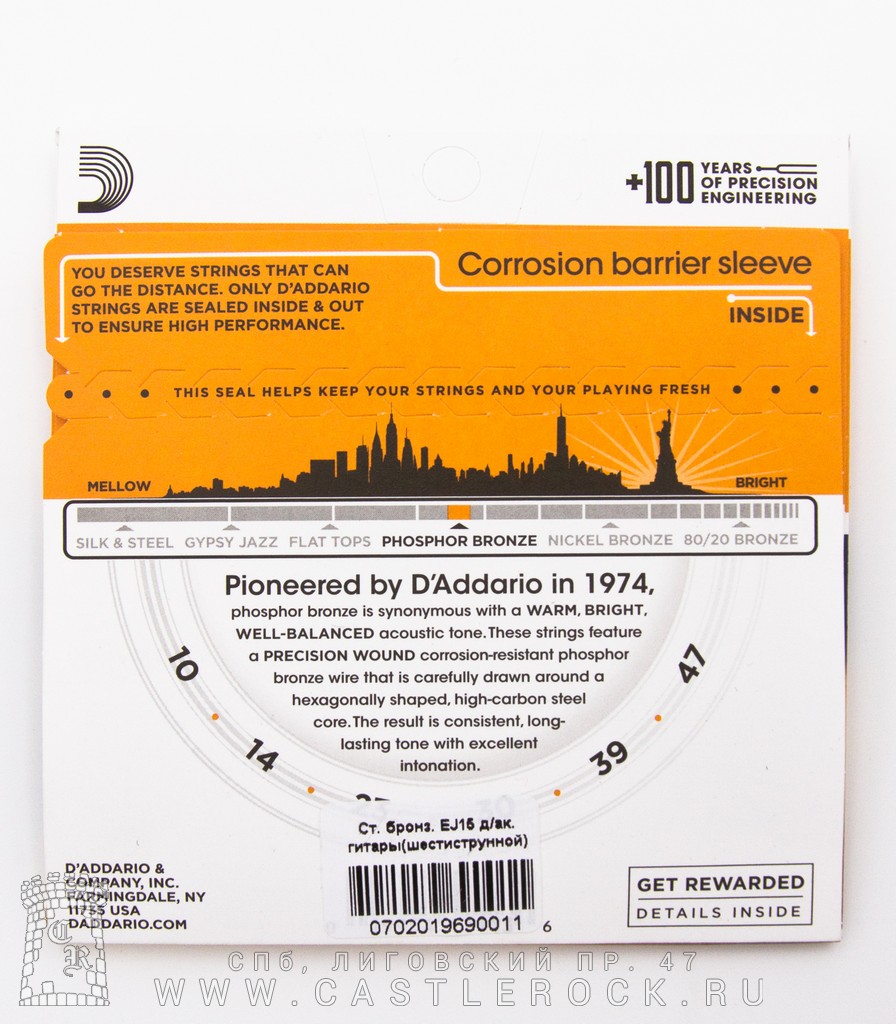 +100 YEARS
OF PRECISION
ENGINEERING
YOU DESERVE STRINGS THAT CAN
GO THE DISTANCE. ONLY D'ADDARIO
STRINGS ARE SEALED INSIDE & OUT
TO ENSURE HIGH PERFORMANCE.
Corrosion barrier sleeve
INSIDE
THIS SEAL HELPS KEEP YOUR STRINGS AND YOUR PLAYING FRESH
MELLOW
BRIGHT
SILK & STEEL GYPSY JAZZ FLAT TOPS PHOSPHOR BRONZE NICKEL BRONZE 80/20 BRONZE
Pioneered by D'Addario in 1974,
phosphor bronze is synonymous with a WARM, BRIGHT,
WELL-BALANCED acoustic tone. These strings feature
a PRECISION WOUND corrosion-resistant phosphor
bronze wire that is carefully drawn around a
hexagonally shaped, high-carbon steel
core. The result is consistent, long-
lasting tone with excellent
intonation.
10
14
30
39
47
Ст. бронз. EJ15 д/ак.
гитары(шестиструнной)
0702019690011 6
D'ADDARIO &
COMPANY, INC.
FARMINGDALE, NY
11735 USA
DADDARIO.COM
GET REWARDED
DETAILS INSIDE
CR
СПб, ЛИГОВСКИЙ ПР. 47
WWW.CASTLEROCK.RU